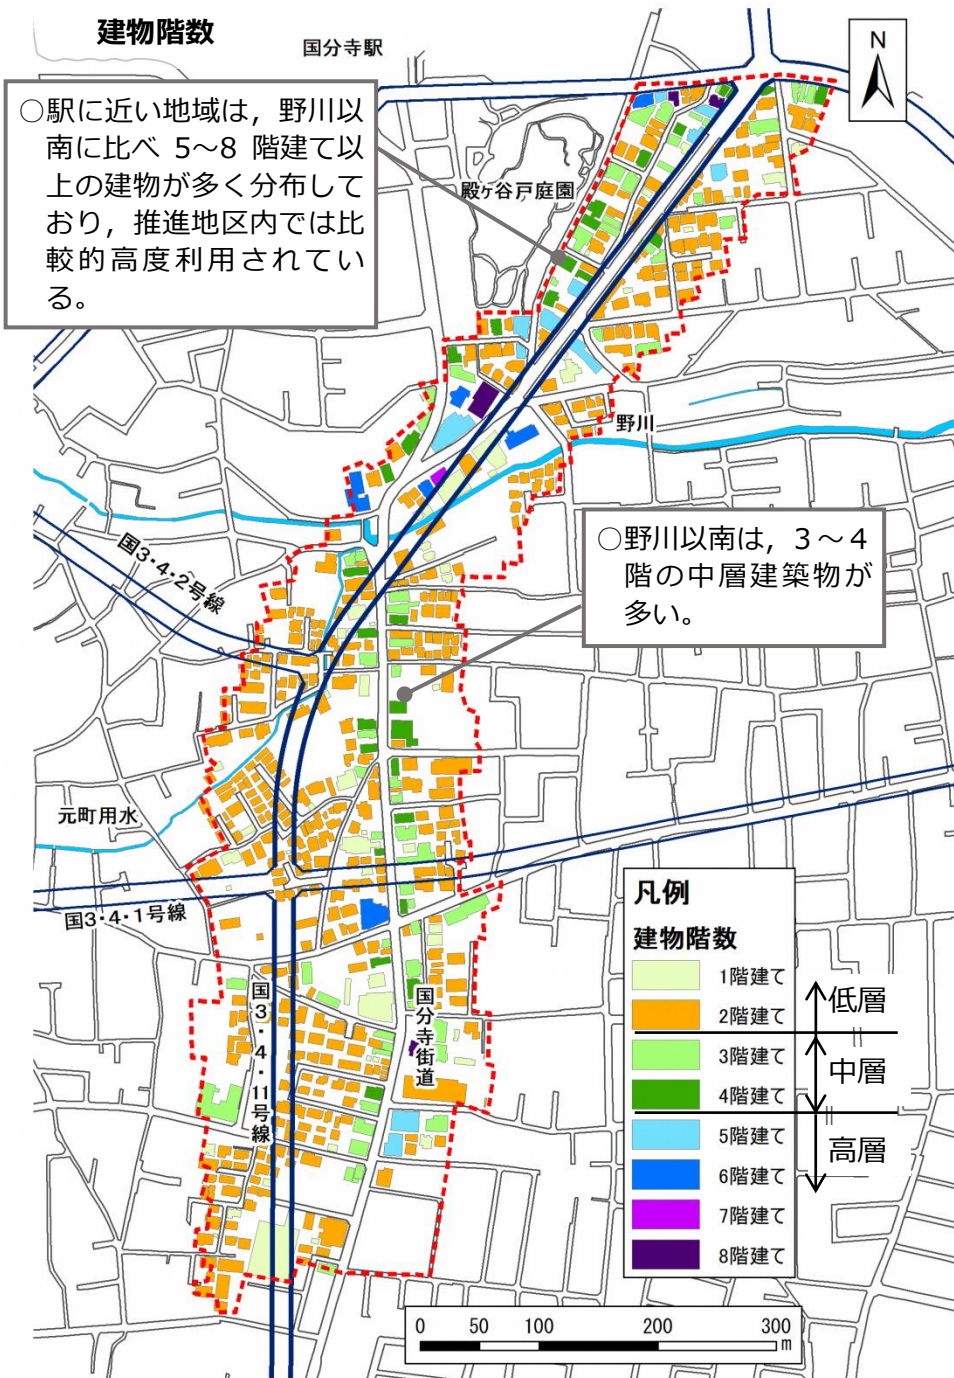 建物階数
国分寺駅
N
○駅に近い地域は，野川以
南に比べ 5～8 階建て以
上の建物が多く分布して
おり，推進地区内では比
較的高度利用されてい
る。
殿ヶ谷戸庭園
野川
○野川以南は，３～４
階の中層建築物が
多い。
国3・4・2号線
元町用水
国3・4・1号線
国3・4・11号線
国分寺街道
凡例
建物階数
1階建て
2階建て
3階建て
4階建て
5階建て
6階建て
7階建て
8階建て
低層
中層
高層
0 50 100 200 300
m